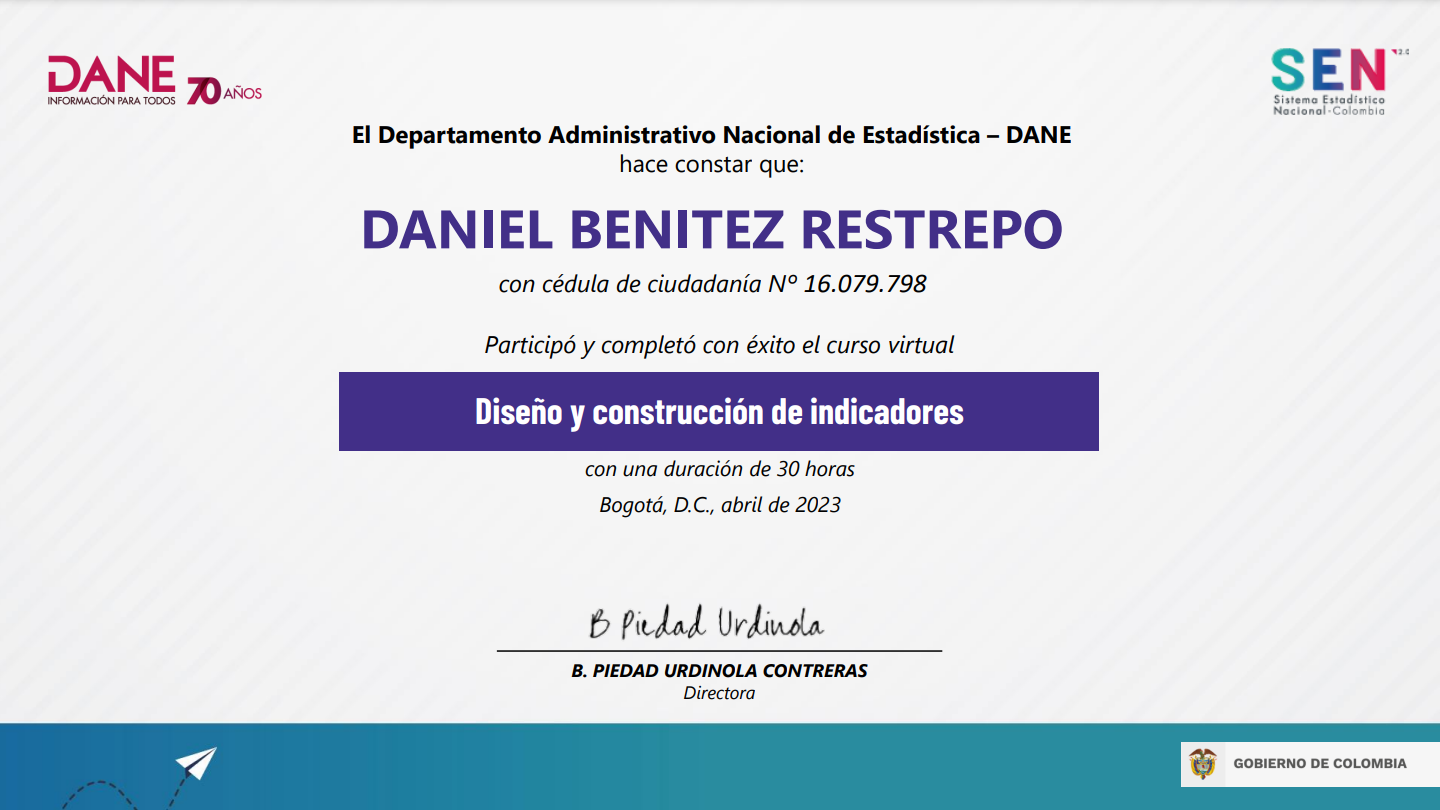 DANE
INFORMACIÓN PARA TODOS
70 AÑOS
SEN 2.0
Sistema Estadístico
Nacional-Colombia
El Departamento Administrativo Nacional de Estadística – DANE
hace constar que:
DANIEL BENITEZ RESTREPO
con cédula de ciudadanía Nº 16.079.798
Participó y completó con éxito el curso virtual
Diseño y construcción de indicadores
con una duración de 30 horas
Bogotá, D.C., abril de 2023
B Piedad Urdinola
B. PIEDAD URDINOLA CONTRERAS
Directora
GOBIERNO DE COLOMBIA